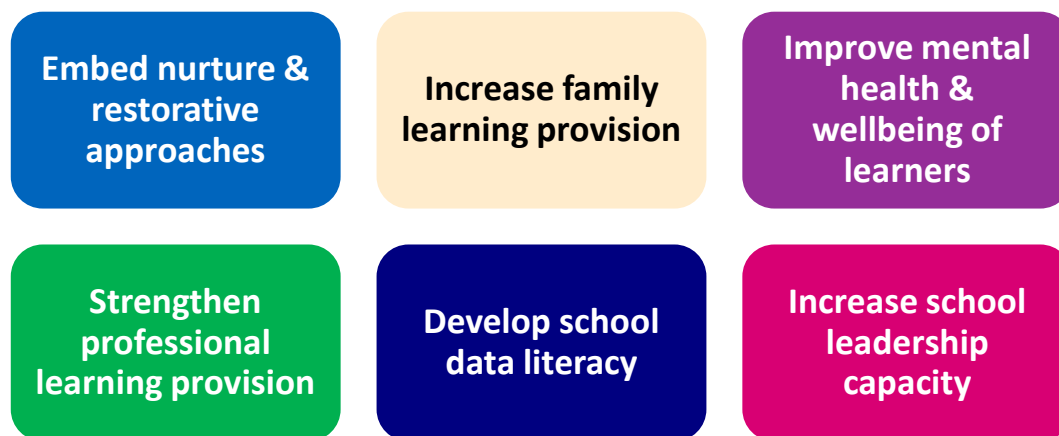 Embed nurture &
restorative
approaches
Increase family
learning provision
Improve mental
health &
wellbeing of
learners
Strengthen
professional
learning provision
Develop school
data literacy
Increase school
leadership
capacity